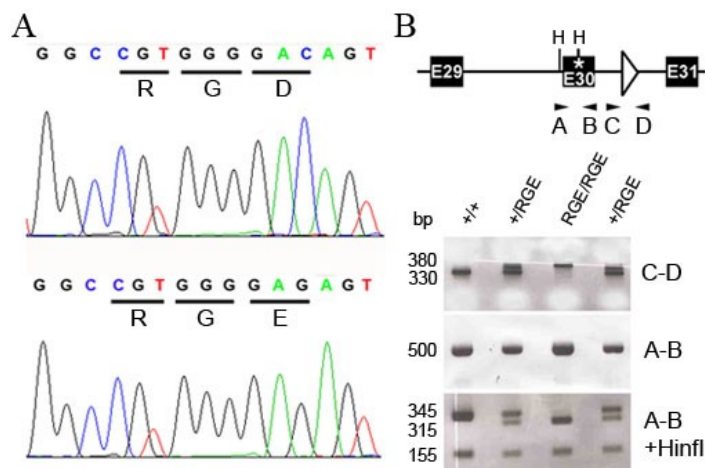 A
G G C C G T G G G G A C A G T
R G D
G G C C G T G G G G A G A G T
R G E
B
H H
E29 * E30 E31
A B C D
bp +/+ +/RGE RGE/RGE +/RGE
380
330 C-D
500 A-B
345
315 A-B
155 +HinfI